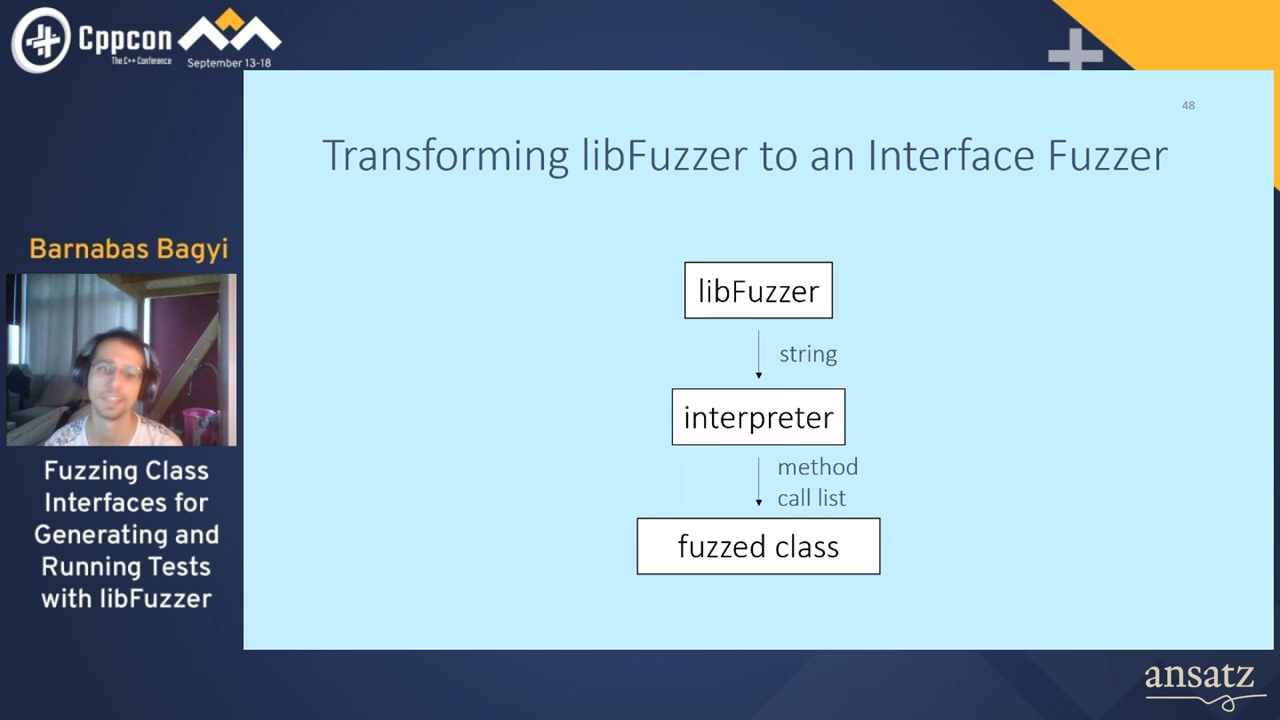 Cppcon
The C++ Conference
September 13-18
48
Transforming libFuzzer to an Interface Fuzzer
Barnabas Bagyi
Fuzzing Class
Interfaces for
Generating and
Running Tests
with libFuzzer
libFuzzer
string
interpreter
method
call list
fuzzed class
ansatz